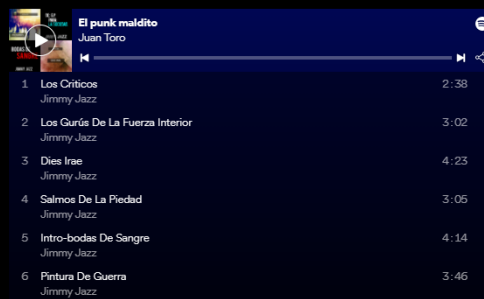 El punk maldito
Juan Toro
1 Los Criticos 2:38
Jimmy Jazz
2 Los Gurús De La Fuerza Interior 3:02
Jimmy Jazz
3 Dies Irae 4:23
Jimmy Jazz
4 Salmos De La Piedad 3:05
Jimmy Jazz
5 Intro-bodas De Sangre 4:14
Jimmy Jazz
6 Pintura De Guerra 3:46
Jimmy Jazz